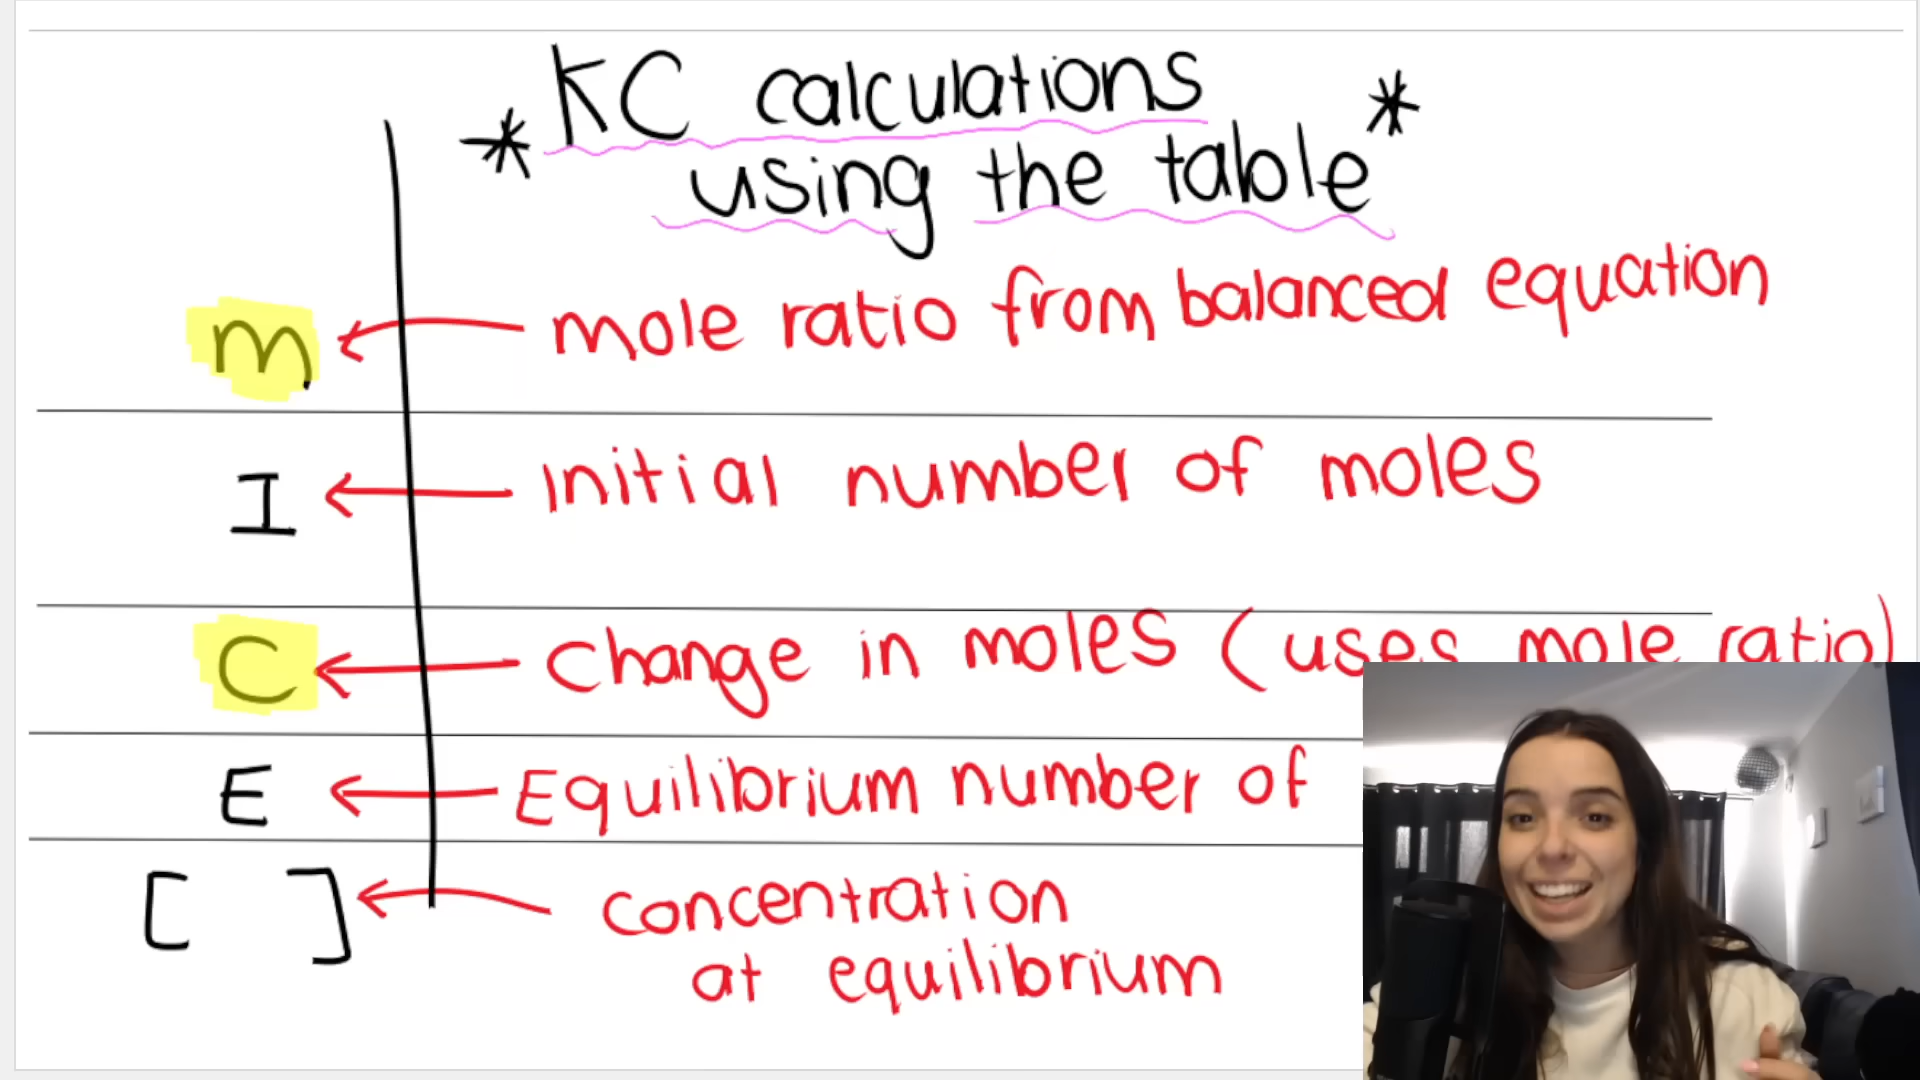 * KC calculations *
using the table
m ← mole ratio from balanced equation
I ← Initial number of moles
C ← Change in moles (uses mole ratio)
E ← Equilibrium number of
[ ] ← concentration
at equilibrium